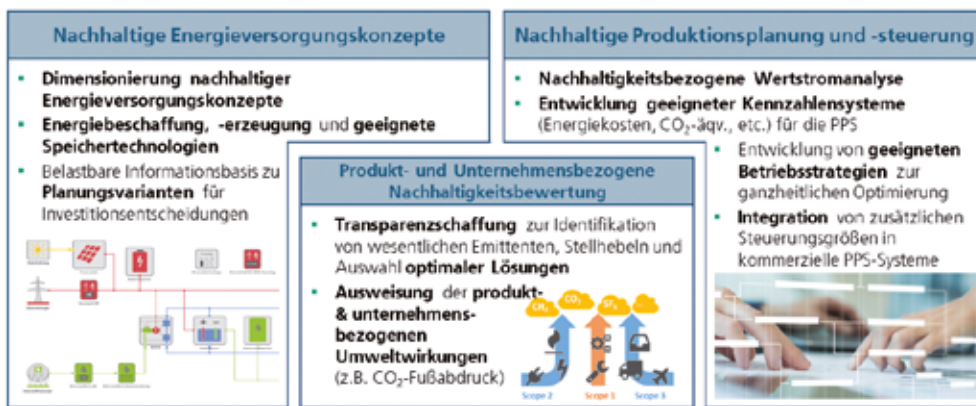 Nachhaltige Energieversorgungskonzepte
▪ Dimensionierung nachhaltiger
Energieversorgungskonzepte
▪ Energiebeschaffung, -erzeugung und geeignete
Speichertechnologien
▪ Belastbare Informationsbasis zu
Planungsvarianten für
Investitionsentscheidungen
Produkt- und Unternehmensbezogene
Nachhaltigkeitsbewertung
▪ Transparenzschaffung zur Identifikation
von wesentlichen Emittenten, Stellhebeln und
Auswahl optimaler Lösungen
▪ Ausweisung der produkt-
& unternehmens-
bezogenen
Umweltwirkungen
(z.B. CO₂-Fußabdruck)
CH₄ CO₂ SF₆ ...
Scope 2 Scope 1 Scope 3
Nachhaltige Produktionsplanung und -steuerung
▪ Nachhaltigkeitsbezogene Wertstromanalyse
▪ Entwicklung geeigneter Kennzahlensysteme
(Energiekosten, CO₂-äqv., etc.) für die PPS
▪ Entwicklung von geeigneten
Betriebsstrategien zur
ganzheitlichen Optimierung
▪ Integration von zusätzlichen
Steuerungsgrößen in
kommerzielle PPS-Systeme